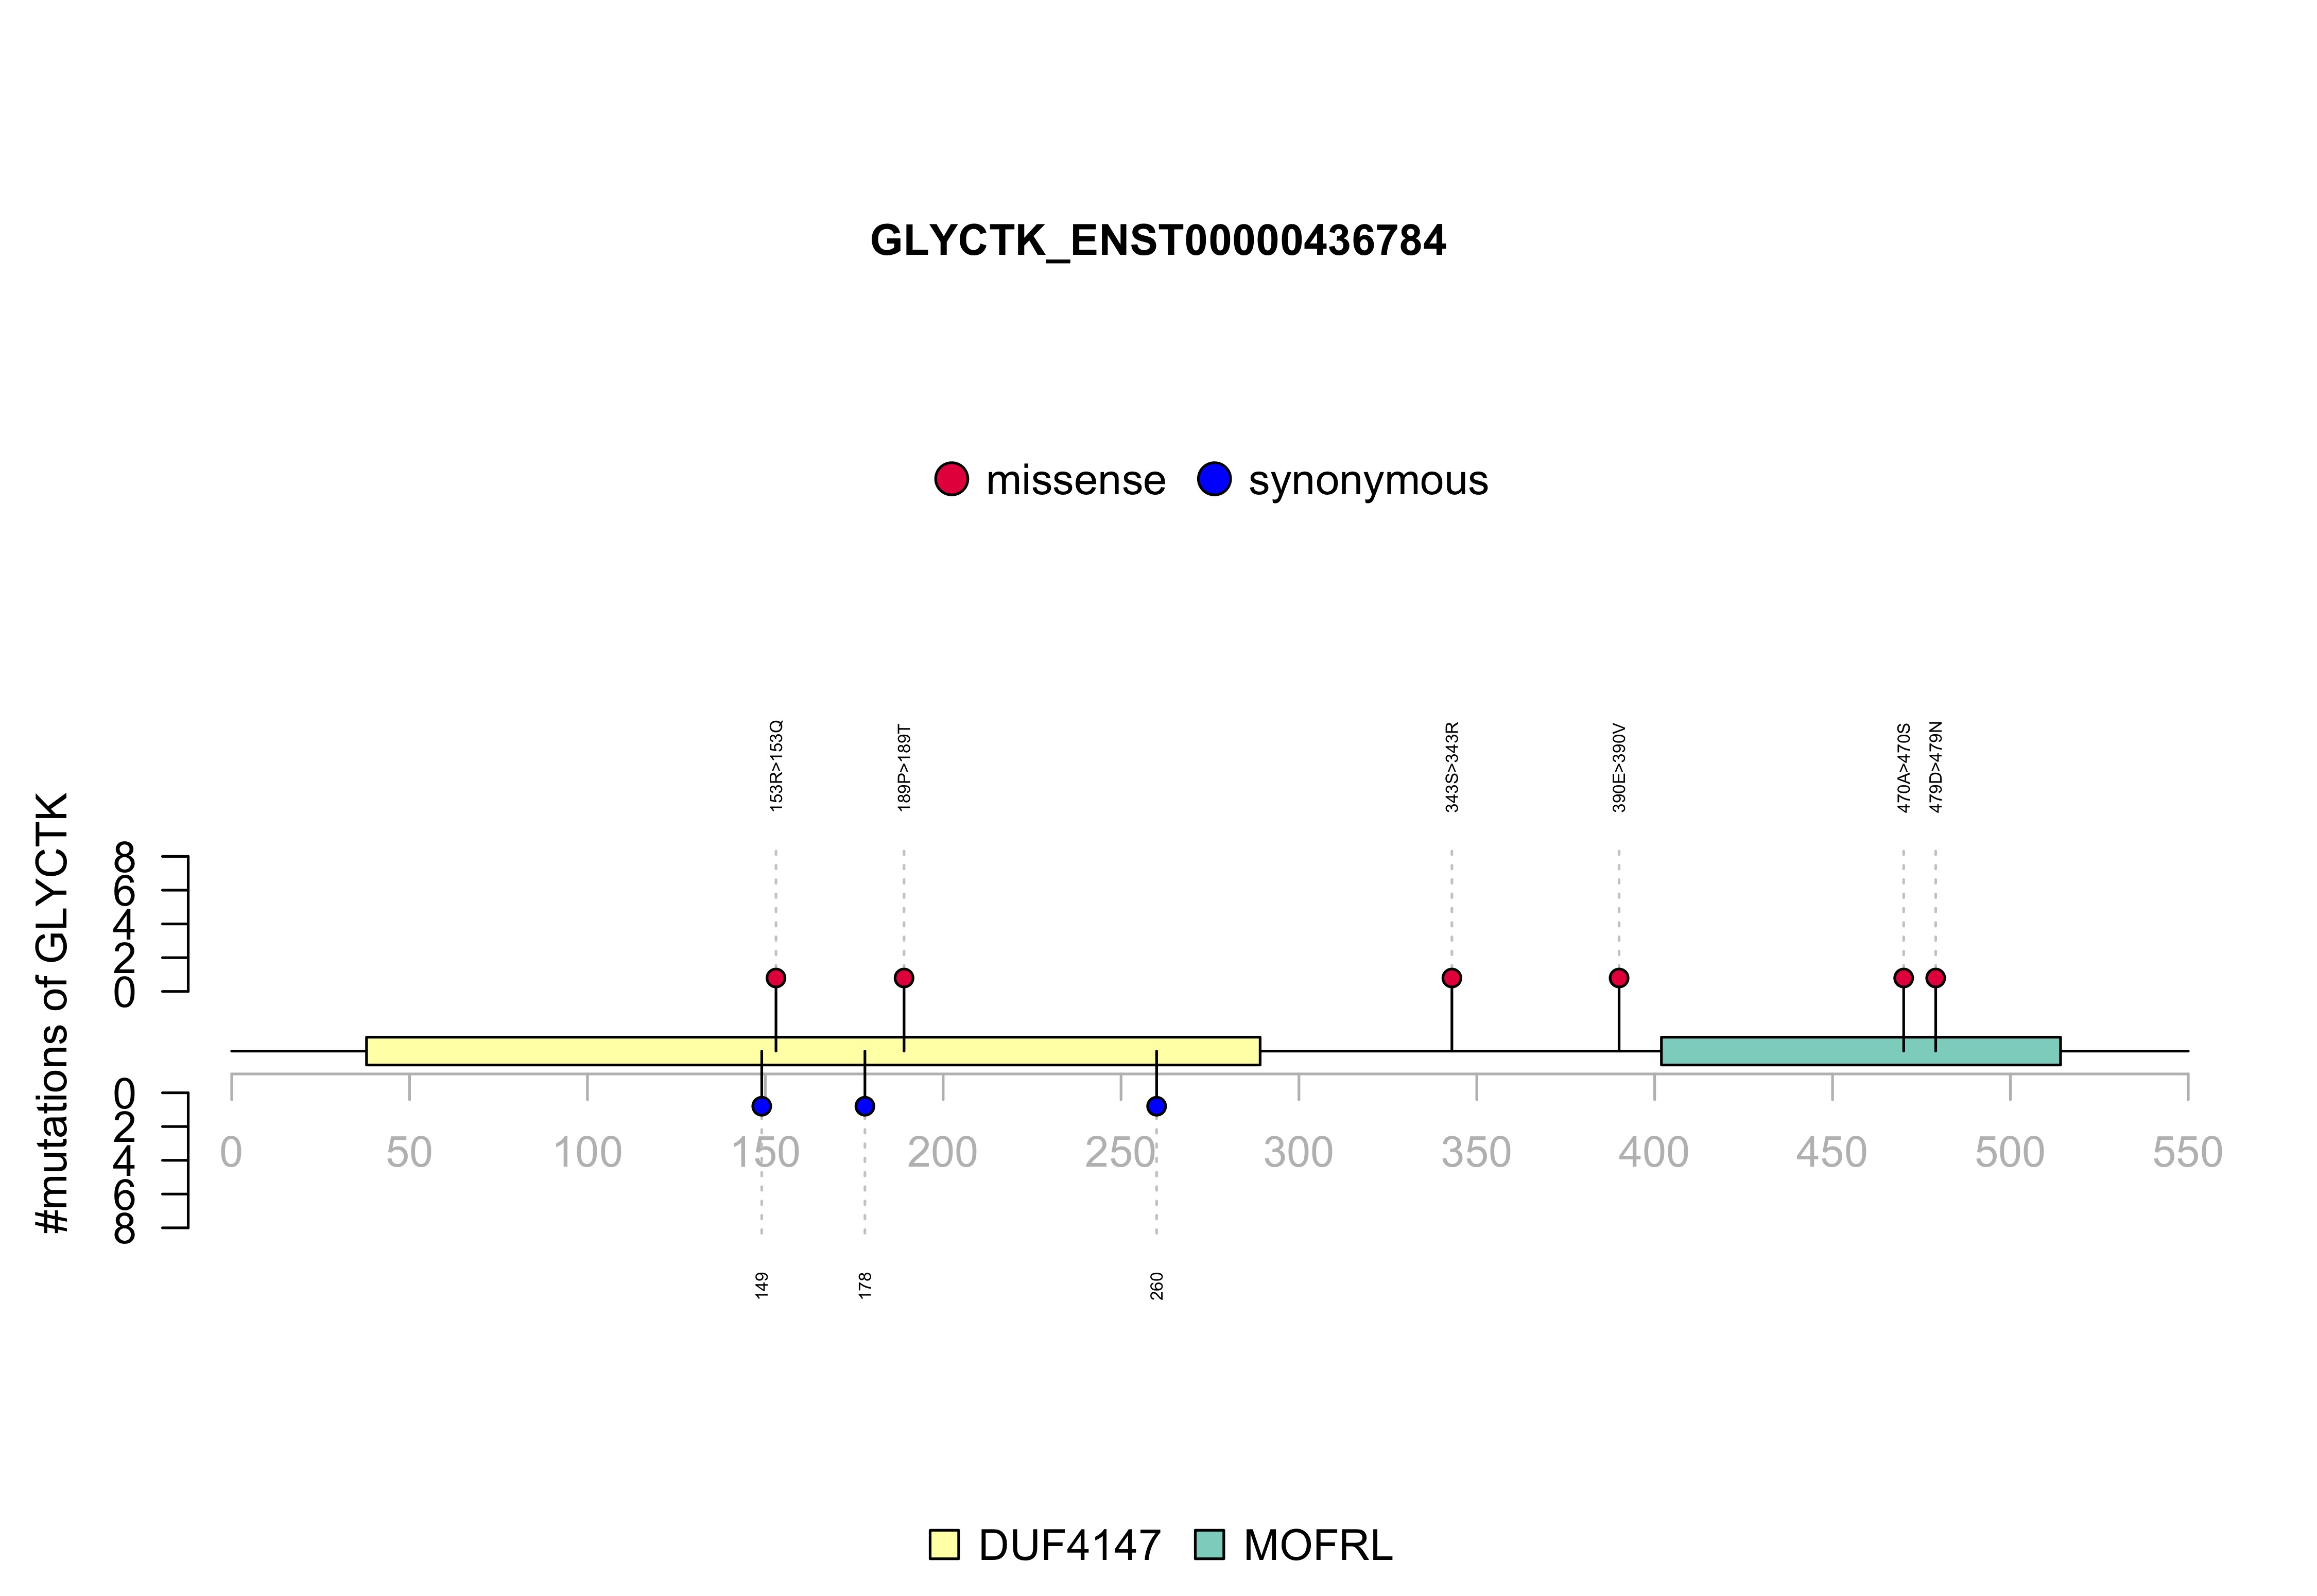 GLYCTK_ENST00000436784
missense synonymous
153R>153Q 189P>189T 343S>343R 390E>390V 470A>470S 479D>479N
#mutations of GLYCTK
8
6
4
2
0
0
2
4
6
8
0 50 100 150 200 250 300 350 400 450 500 550
149 178 260
DUF4147 MOFRL